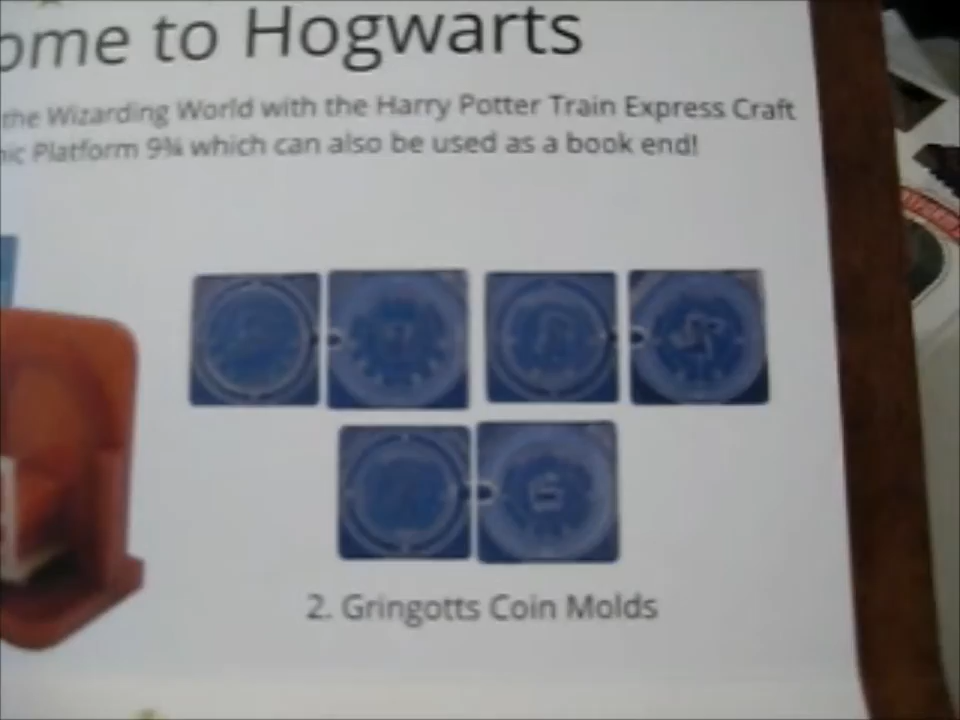 ome to Hogwarts
the Wizarding World with the Harry Potter Train Express Craft
ic Platform 9¾ which can also be used as a book end!
2. Gringotts Coin Molds